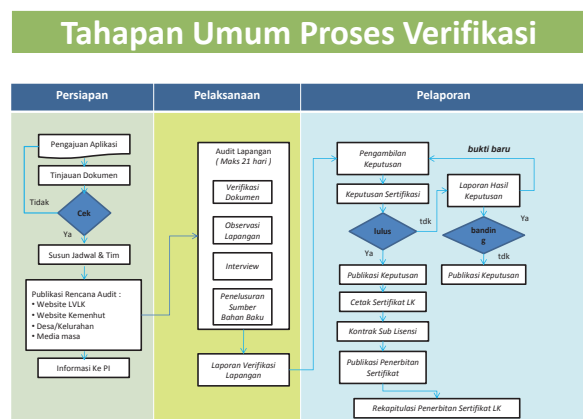 Tahapan Umum Proses Verifikasi
Persiapan
Pelaksanaan
Pelaporan
Pengajuan Aplikasi
Tinjauan Dokumen
Tidak
Cek
Ya
Susun Jadwal & Tim
Publikasi Rencana Audit :
• Website LVLK
• Website Kemenhut
• Desa/Kelurahan
• Media masa
Informasi Ke PI
Audit Lapangan
( Maks 21 hari )
Verifikasi
Dokumen
Observasi
Lapangan
Interview
Penelusuran
Sumber
Bahan Baku
Laporan Verifikasi
Lapangan
Pengambilan
Keputusan
bukti baru
Keputusan Sertifikasi
Laporan Hasil
Keputusan
lulus
tdk
Ya
bandin
g
Ya
tdk
Publikasi Keputusan
Publikasi Keputusan
Cetak Sertifikat LK
Kontrak Sub Lisensi
Publikasi Penerbitan
Sertifikat
Rekapitulasi Penerbitan Sertifikat LK